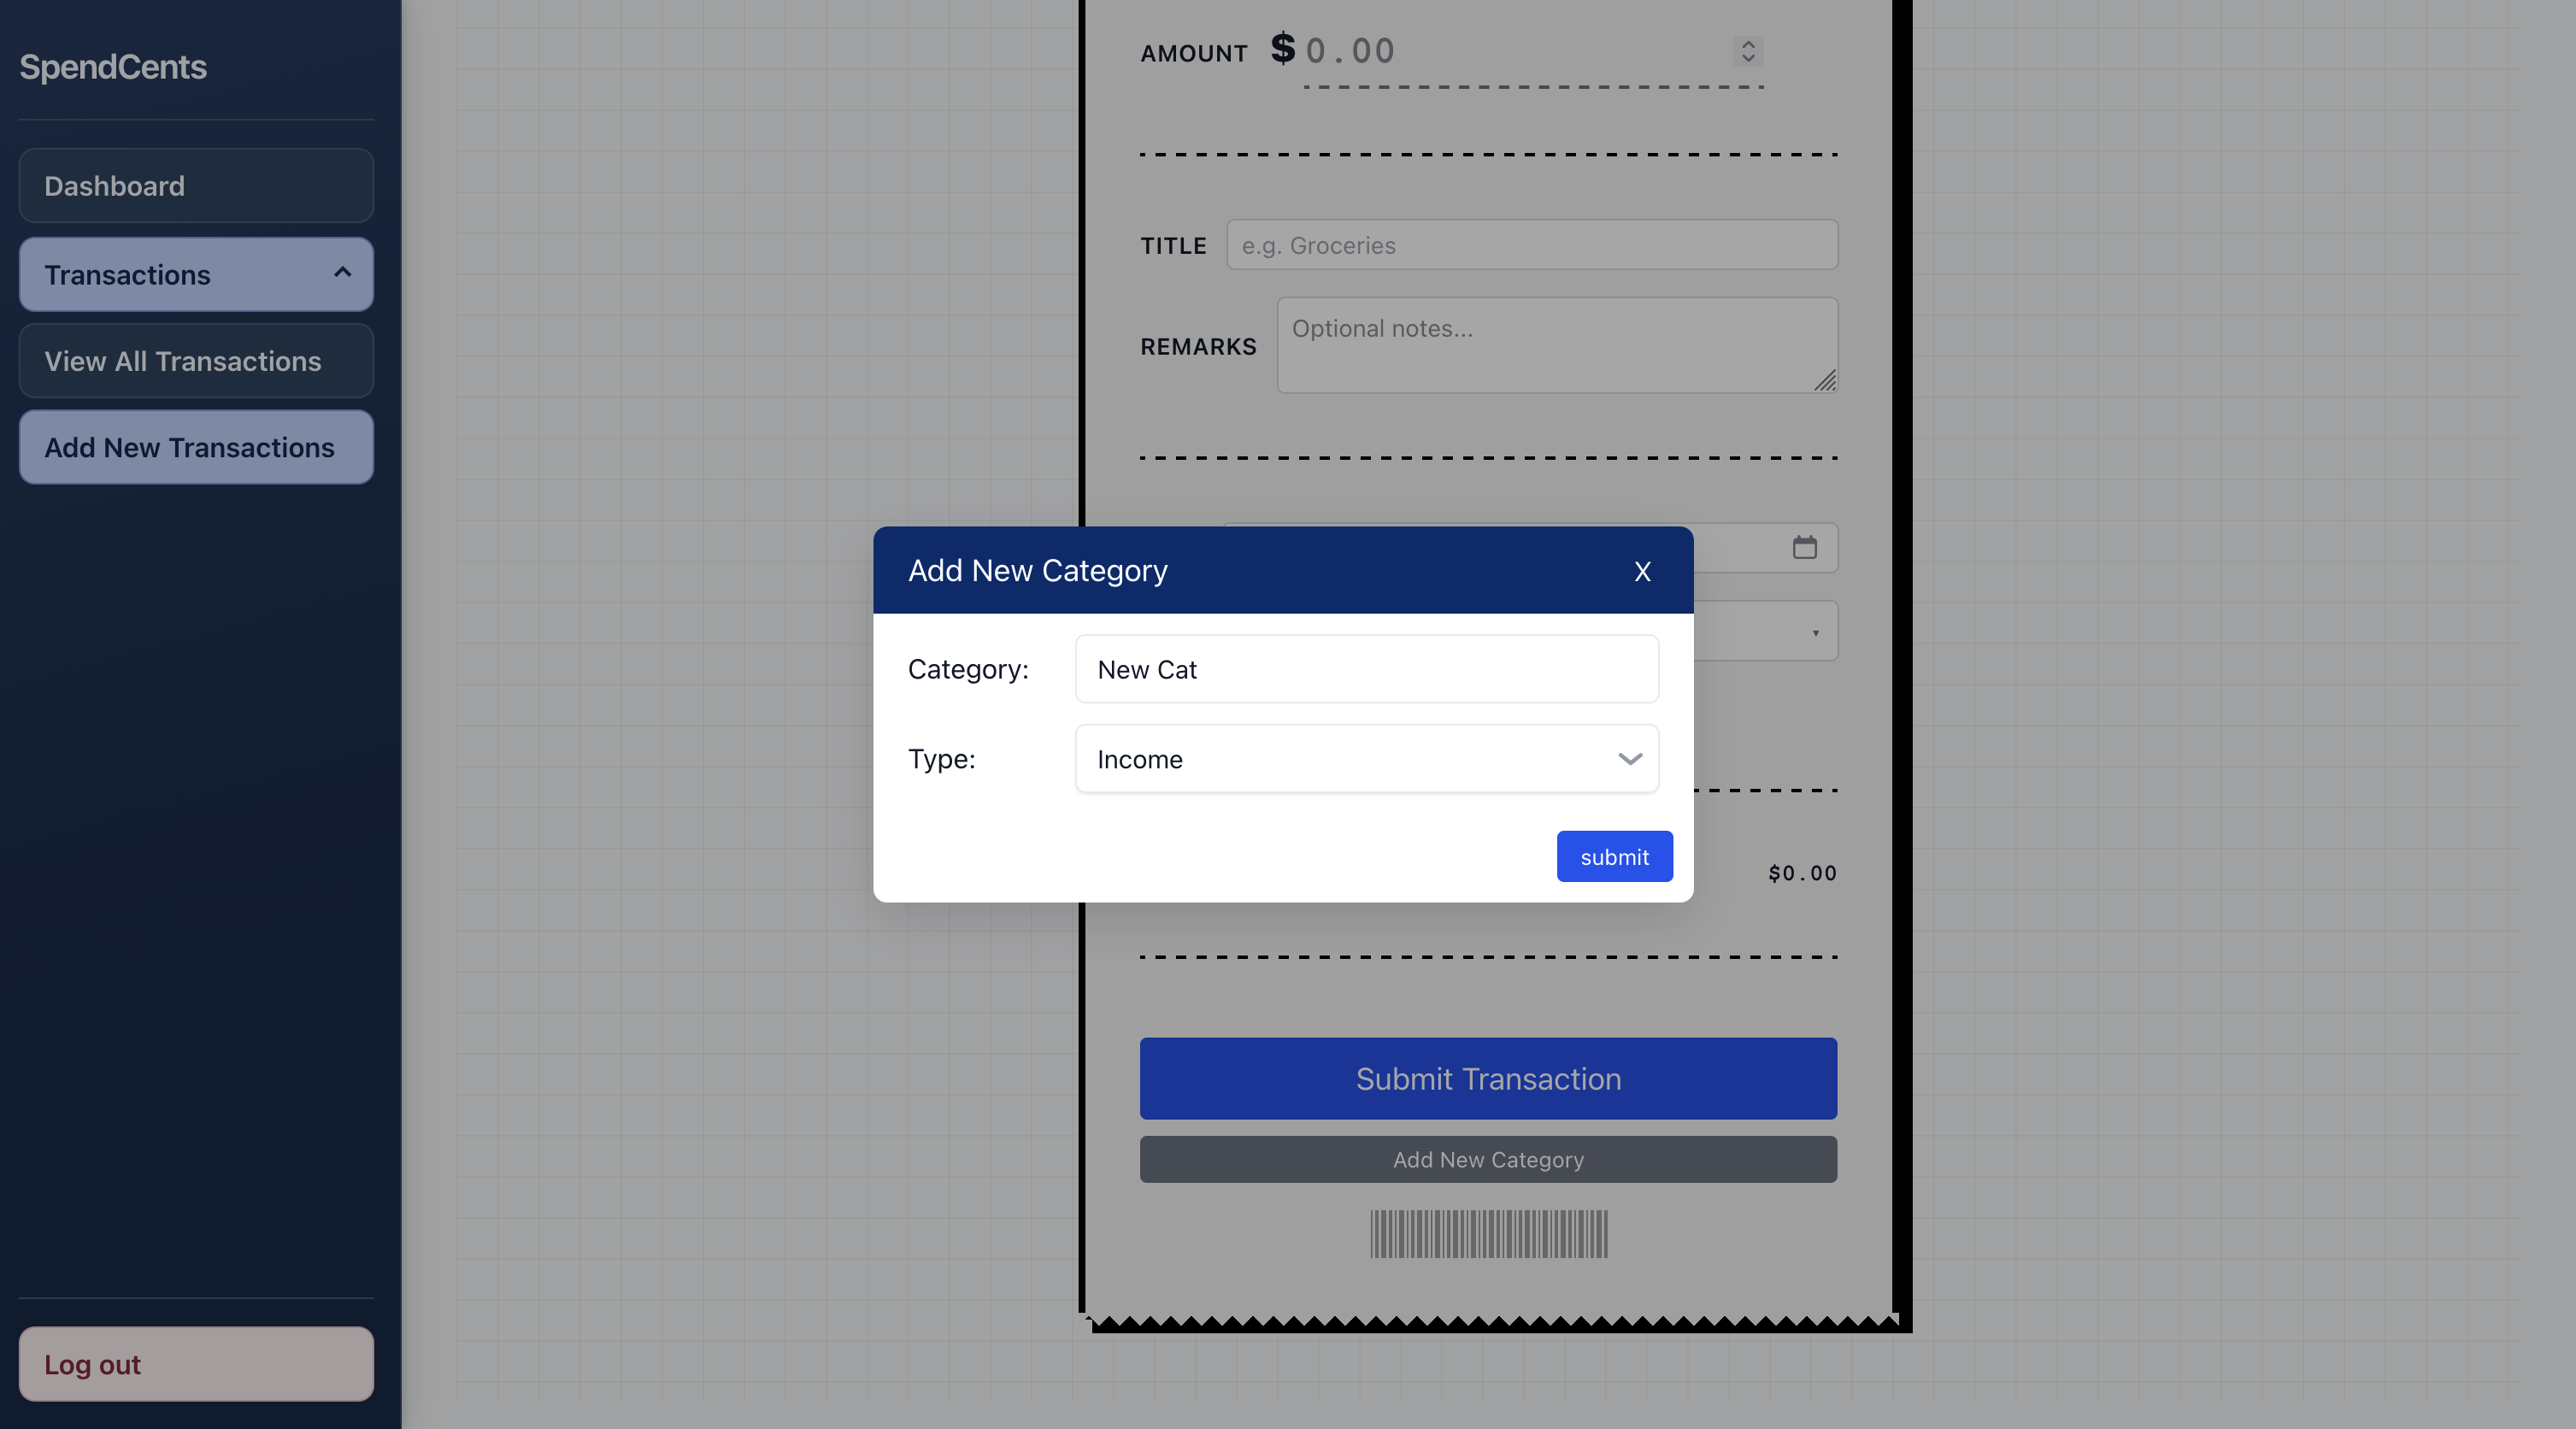 SpendCents
Dashboard
Transactions
View All Transactions
Add New Transactions
Log out
AMOUNT $ 0.00
TITLE e.g. Groceries
REMARKS Optional notes...
Add New Category X
Category: New Cat
Type: Income
submit
$0.00
Submit Transaction
Add New Category